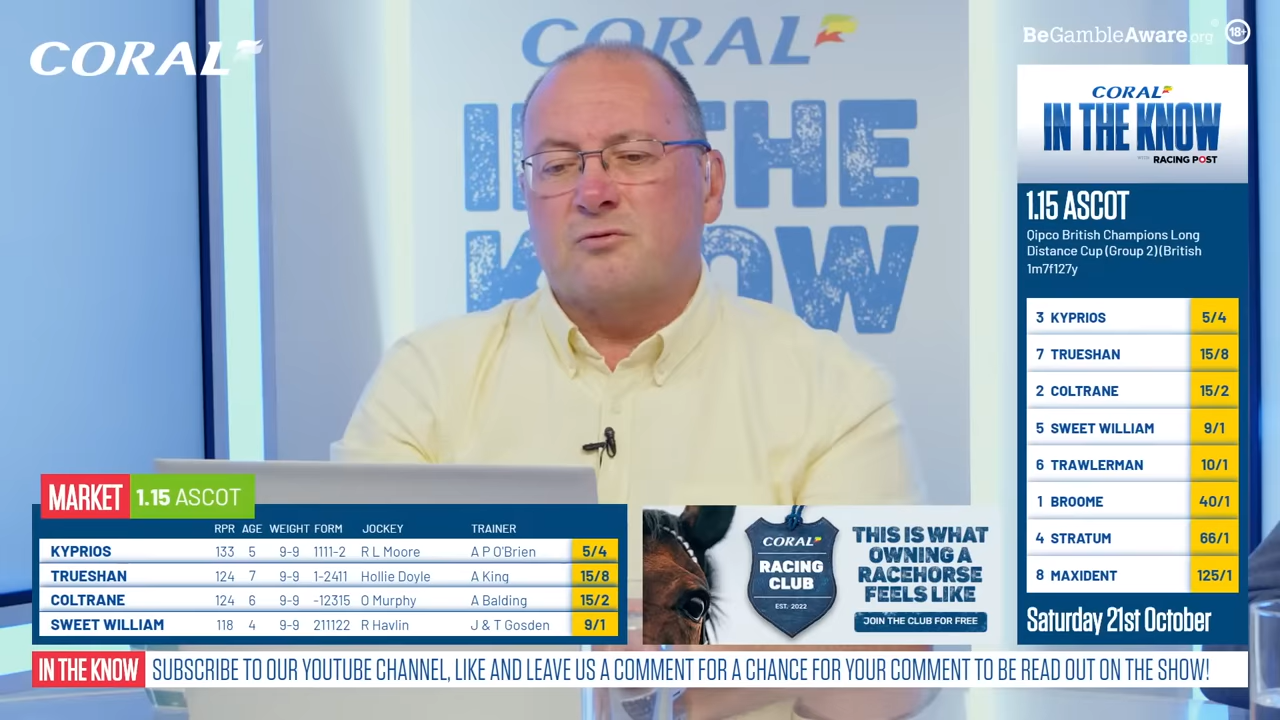 CORAL
CORAL
IN THE
KNOW
BeGambleAware.org 18+
CORAL
IN THE KNOW
WITH RACING POST
1.15 ASCOT
Qipco British Champions Long
Distance Cup (Group 2) (British
1m7f127y
3 KYPRIOS 5/4
7 TRUESHAN 15/8
2 COLTRANE 15/2
5 SWEET WILLIAM 9/1
6 TRAWLERMAN 10/1
1 BROOME 40/1
4 STRATUM 66/1
8 MAXIDENT 125/1
Saturday 21st October
MARKET 1.15 ASCOT
RPR AGE WEIGHT FORM JOCKEY TRAINER
KYPRIOS 133 5 9-9 1111-2 R L Moore A P O'Brien 5/4
TRUESHAN 124 7 9-9 1-2411 Hollie Doyle A King 15/8
COLTRANE 124 6 9-9 -12315 O Murphy A Balding 15/2
SWEET WILLIAM 118 4 9-9 211122 R Havlin J & T Gosden 9/1
CORAL
RACING
CLUB
EST. 2022
THIS IS WHAT
OWNING A
RACEHORSE
FEELS LIKE
JOIN THE CLUB FOR FREE
IN THE KNOW SUBSCRIBE TO OUR YOUTUBE CHANNEL, LIKE AND LEAVE US A COMMENT FOR A CHANCE FOR YOUR COMMENT TO BE READ OUT ON THE SHOW!